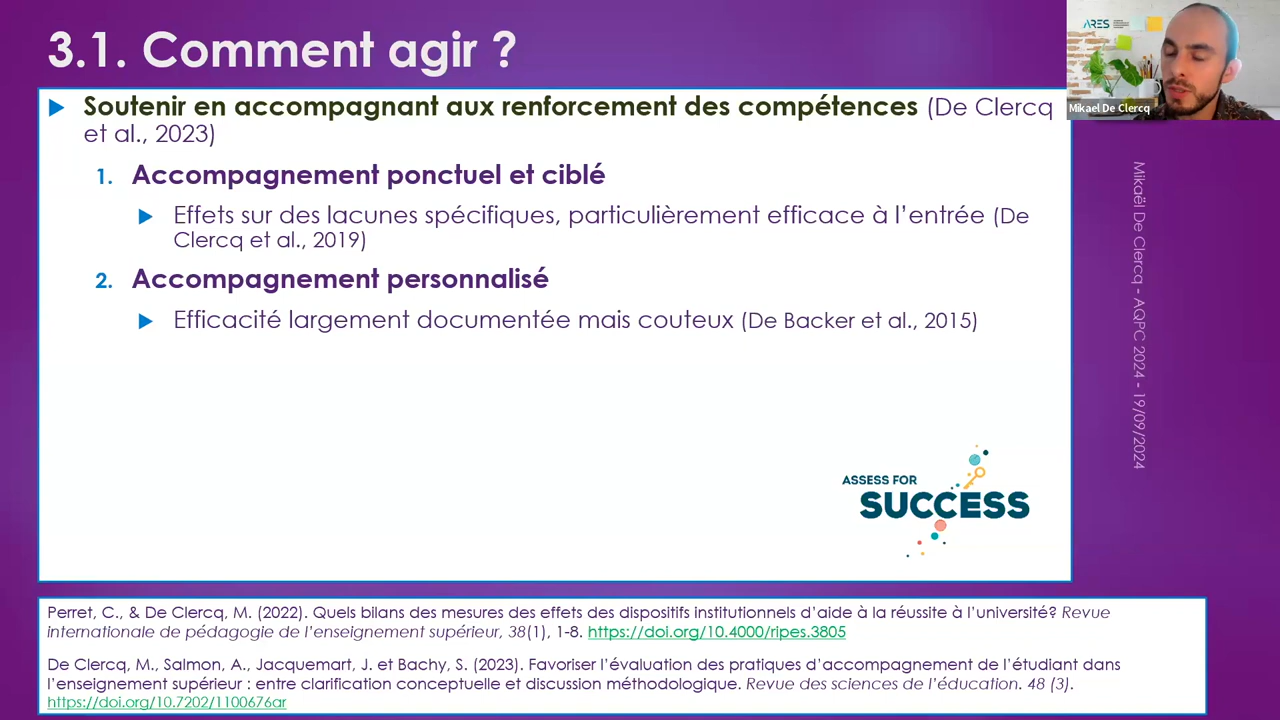 3.1. Comment agir ?
Soutenir en accompagnant aux renforcement des compétences (De Clercq
et al., 2023)
1. Accompagnement ponctuel et ciblé
Effets sur des lacunes spécifiques, particulièrement efficace à l’entrée (De
Clercq et al., 2019)
2. Accompagnement personnalisé
Efficacité largement documentée mais couteux (De Backer et al., 2015)
ASSESS FOR
SUCCESS
Perret, C., & De Clercq, M. (2022). Quels bilans des mesures des effets des dispositifs institutionnels d’aide à la réussite à l’université? Revue
internationale de pédagogie de l’enseignement supérieur, 38(1), 1-8. https://doi.org/10.4000/ripes.3805
De Clercq, M., Salmon, A., Jacquemart, J. et Bachy, S. (2023). Favoriser l’évaluation des pratiques d’accompagnement de l’étudiant dans
l’enseignement supérieur : entre clarification conceptuelle et discussion méthodologique. Revue des sciences de l’éducation. 48 (3).
https://doi.org/10.7202/1100676ar
ARES
Mikael De Clercq
Mikaël De Clercq - AQPC 2024 - 19/09/2024